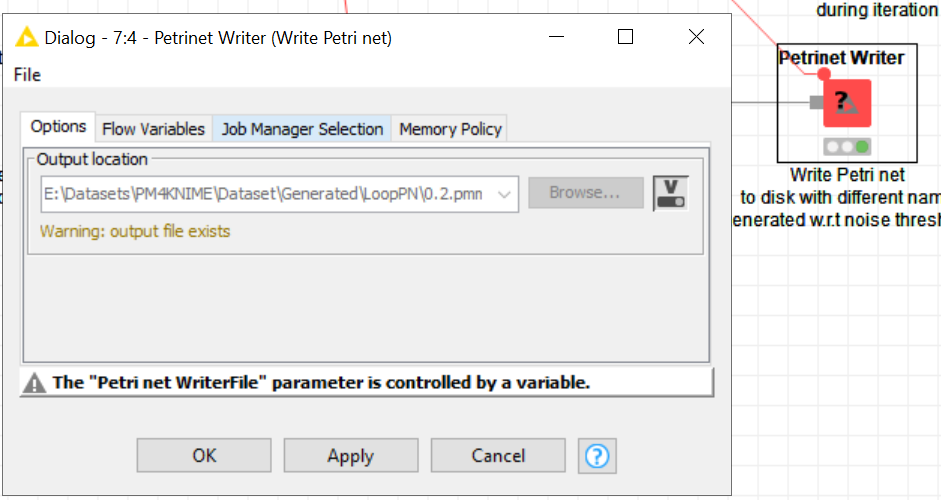 during iteration
Dialog - 7:4 - Petrinet Writer (Write Petri net)
File
Petrinet Writer
?
Options Flow Variables Job Manager Selection Memory Policy
Output location
E:\Datasets\PM4KNIME\Dataset\Generated\LoopPN\0.2.pmn
Browse...
V
Warning: output file exists
Write Petri net
to disk with different nam
enerated w.r.t noise thresh
The "Petri net WriterFile" parameter is controlled by a variable.
OK Apply Cancel ?